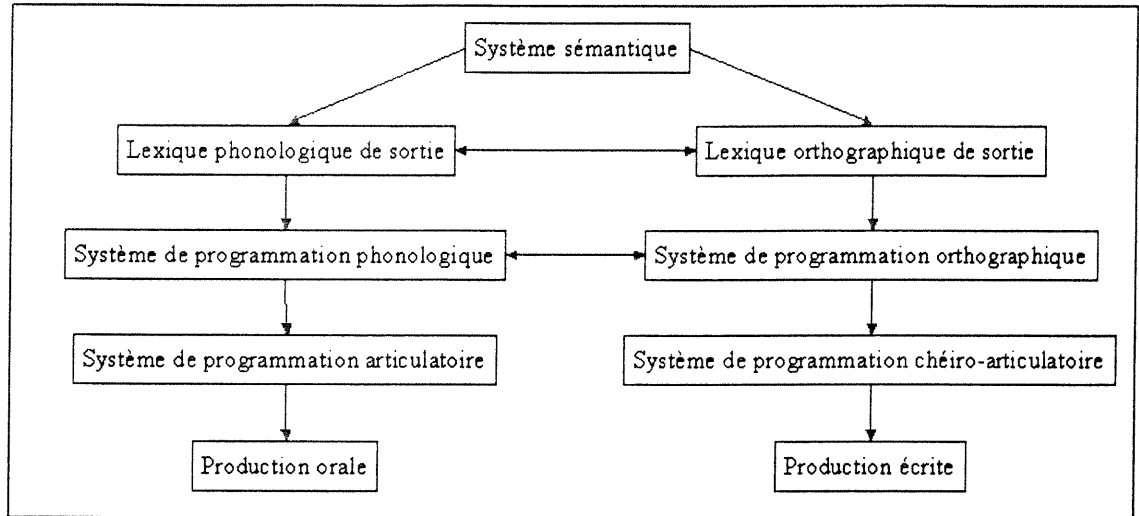 Système sémantique
Lexique phonologique de sortie
Lexique orthographique de sortie
Système de programmation phonologique
Système de programmation orthographique
Système de programmation articulatoire
Système de programmation chéiro-articulatoire
Production orale
Production écrite